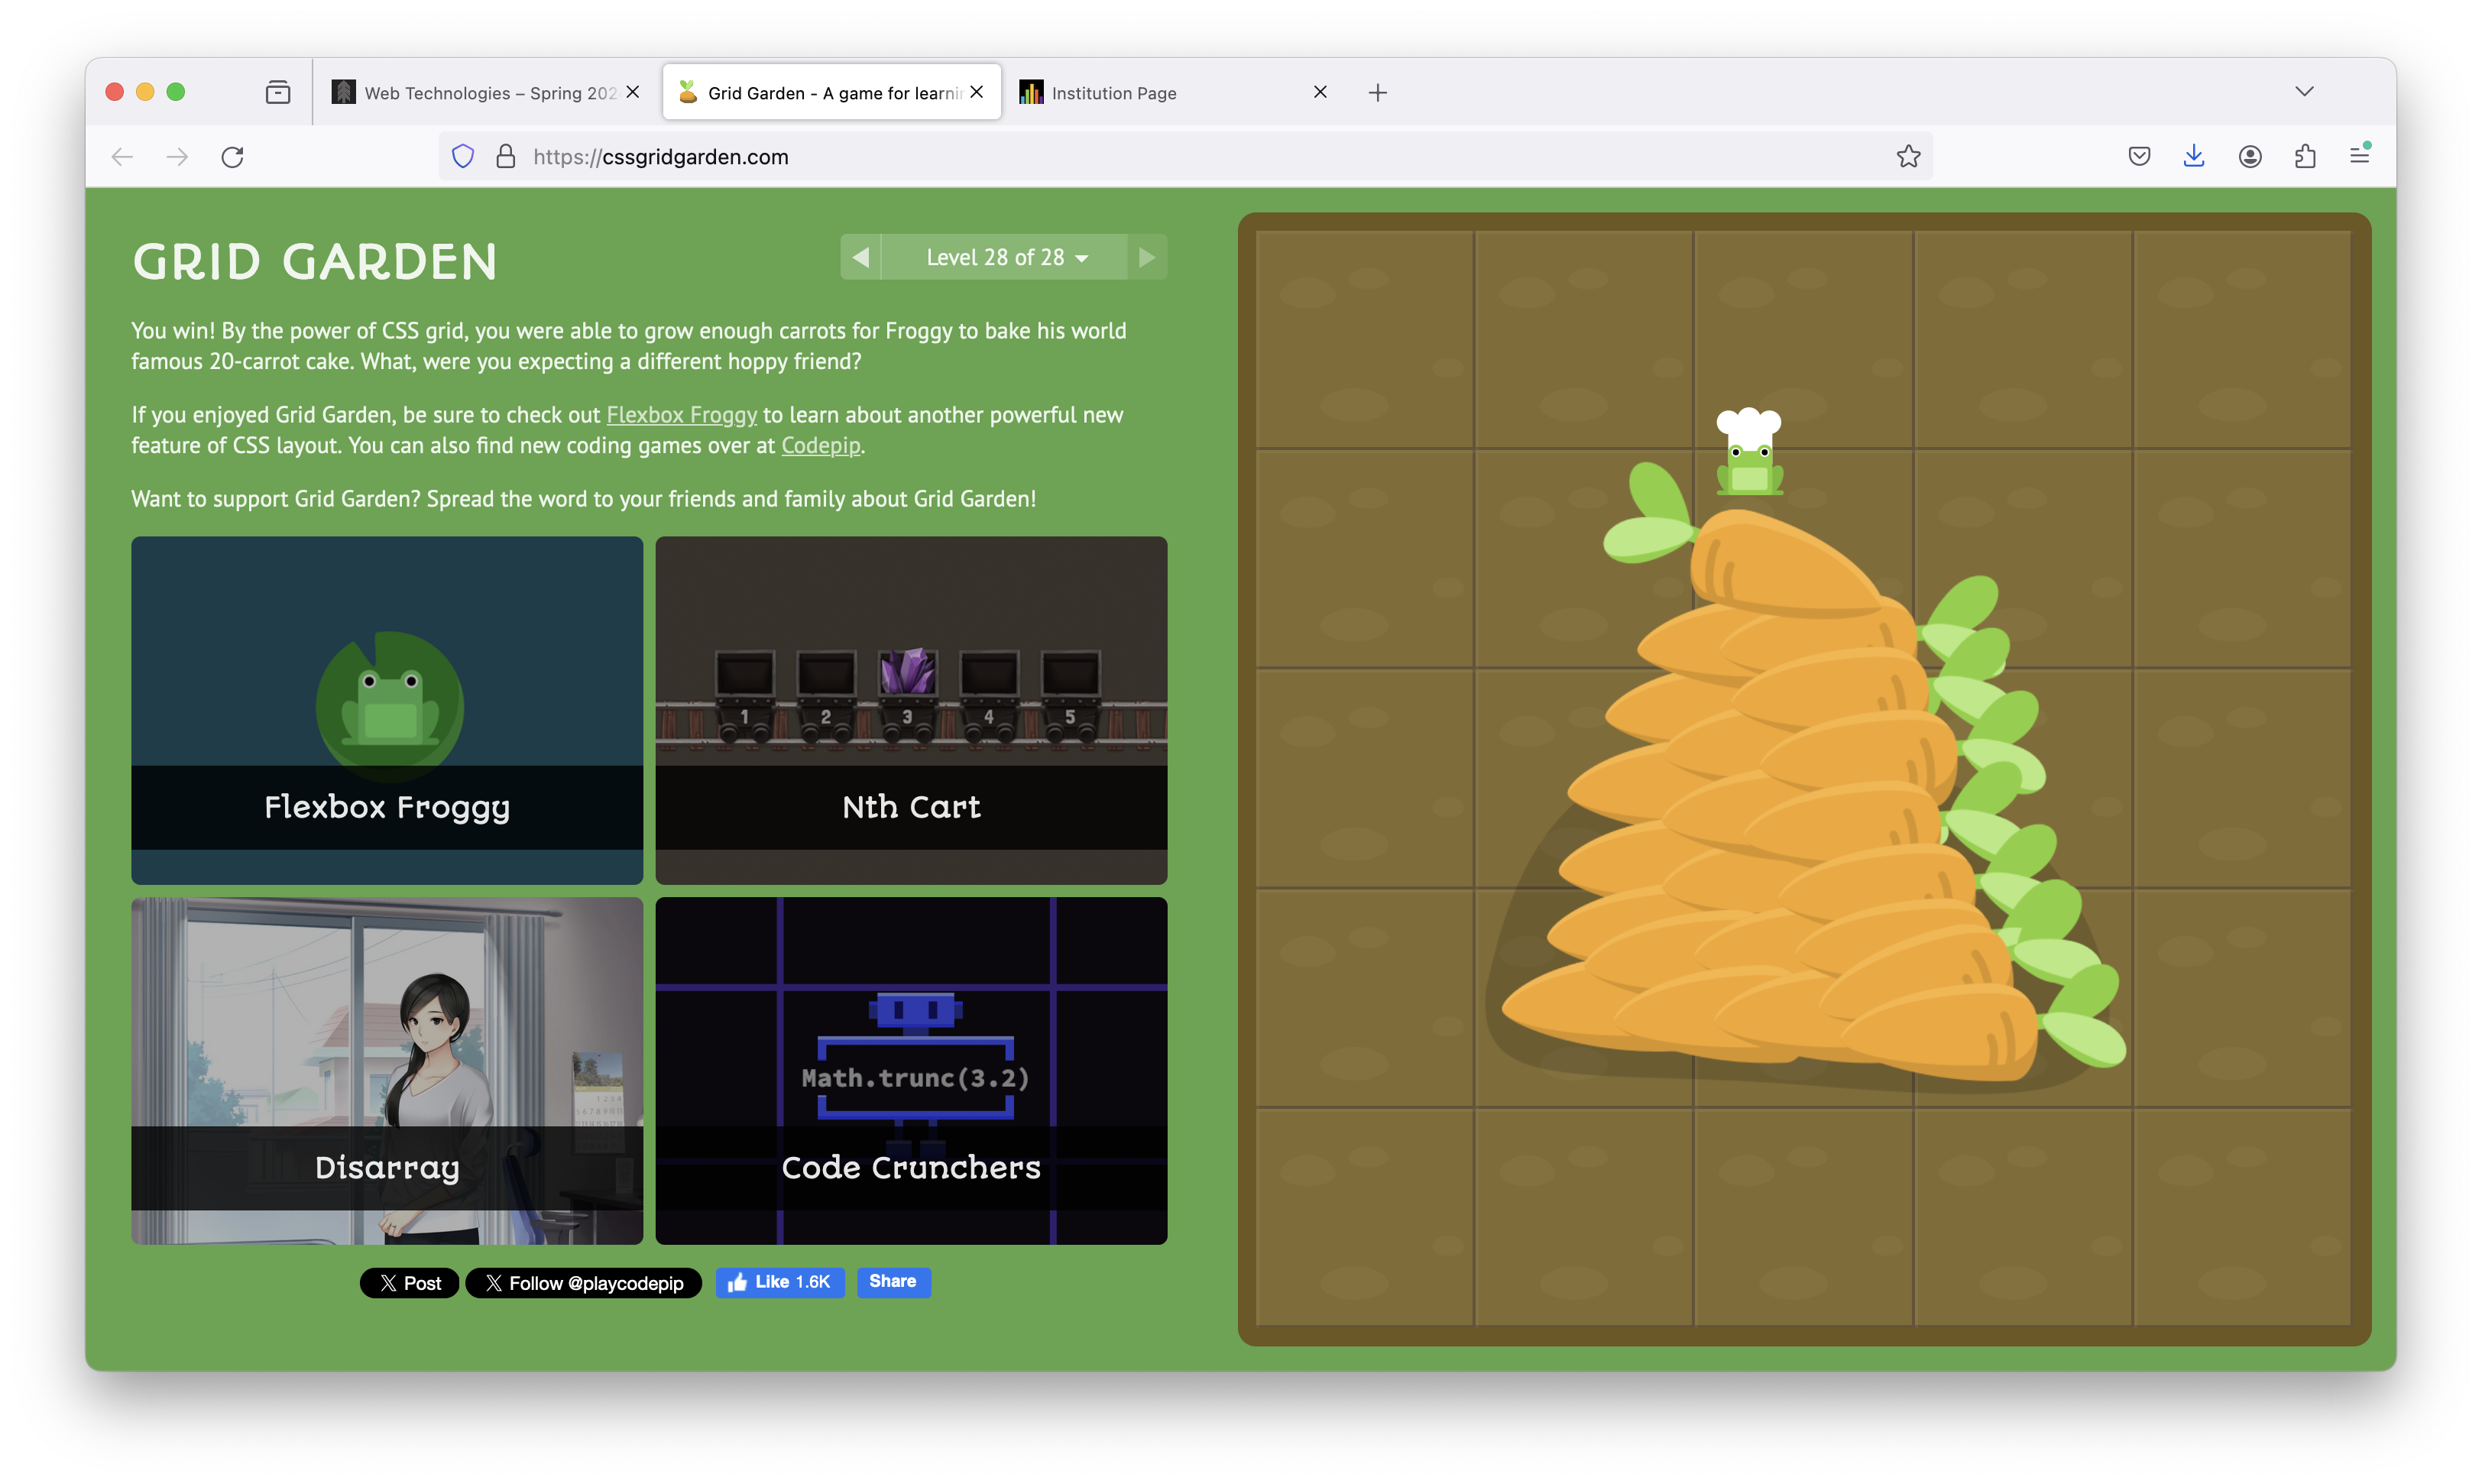 Web Technologies – Spring 202
Grid Garden - A game for learnin
Institution Page
https://cssgridgarden.com
GRID GARDEN
Level 28 of 28
You win! By the power of CSS grid, you were able to grow enough carrots for Froggy to bake his world
famous 20-carrot cake. What, were you expecting a different hoppy friend?
If you enjoyed Grid Garden, be sure to check out Flexbox Froggy to learn about another powerful new
feature of CSS layout. You can also find new coding games over at Codepip.
Want to support Grid Garden? Spread the word to your friends and family about Grid Garden!
1 2 3 4 5
Flexbox Froggy
Nth Cart
Math.trunc(3.2)
Disarray
Code Crunchers
Post
Follow @playcodepip
Like 1.6K
Share